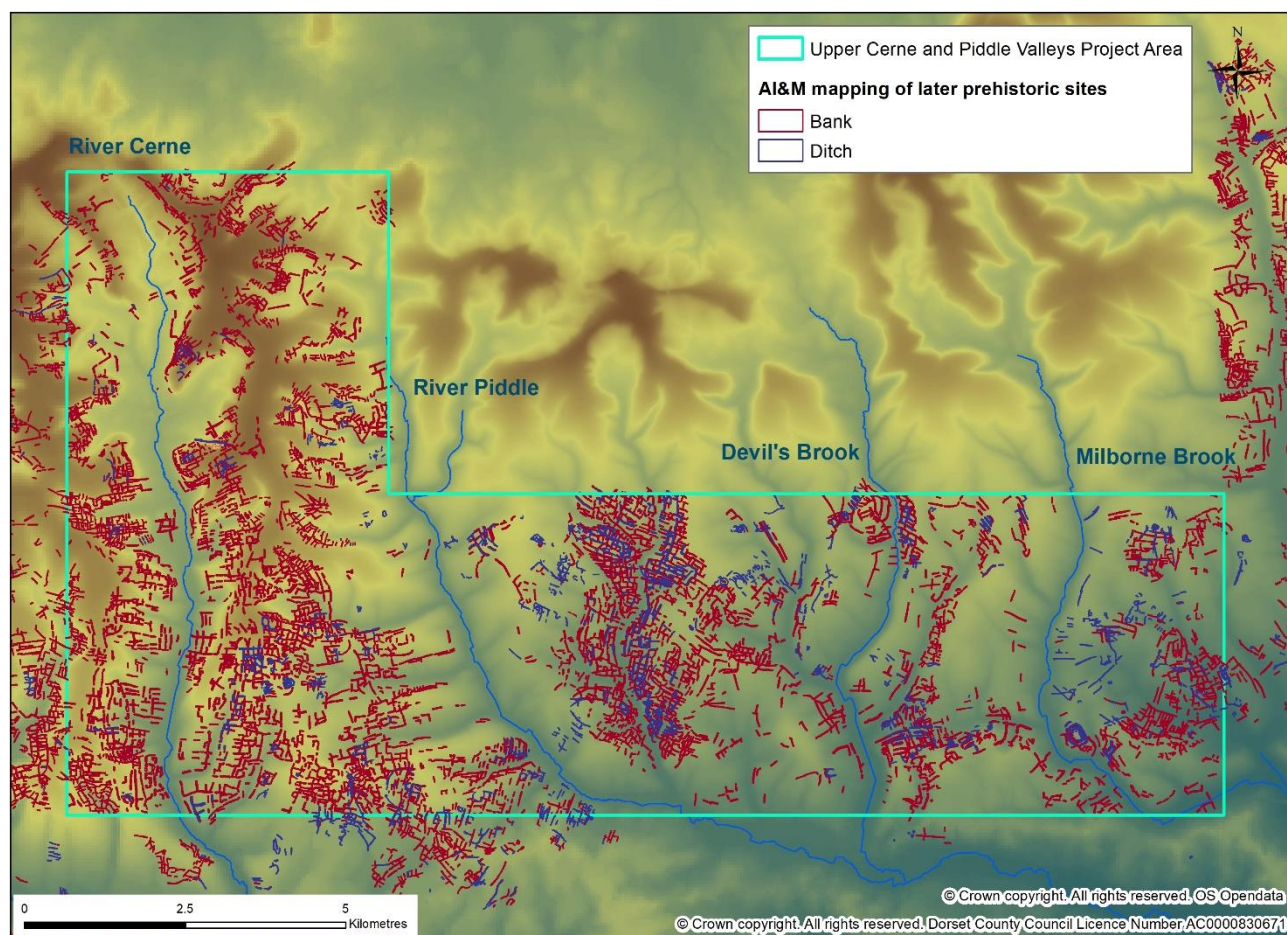 N
Upper Cerne and Piddle Valleys Project Area
AI&M mapping of later prehistoric sites
Bank
Ditch
River Cerne
River Piddle
Devil's Brook
Milborne Brook
0 2.5 5
Kilometres
© Crown copyright. All rights reserved. OS Opendata
© Crown copyright. All rights reserved. Dorset County Council Licence Number AC0000830671